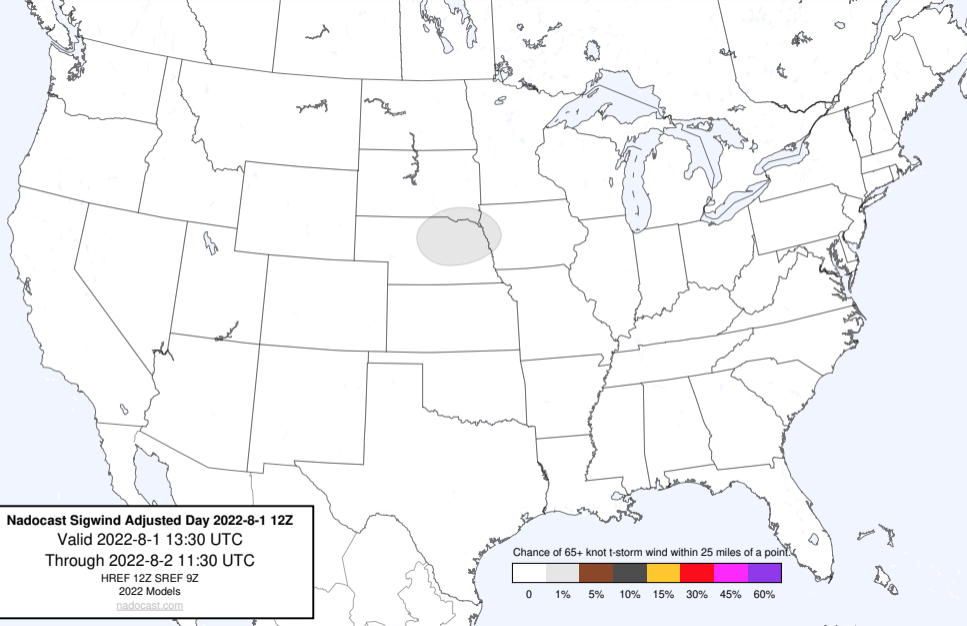 Nadocast Sigwind Adjusted Day 2022-8-1 12Z
Valid 2022-8-1 13:30 UTC
Through 2022-8-2 11:30 UTC
HREF 12Z SREF 9Z
2022 Models
nadocast.com
Chance of 65+ knot t-storm wind within 25 miles of a point.
0 1% 5% 10% 15% 30% 45% 60%